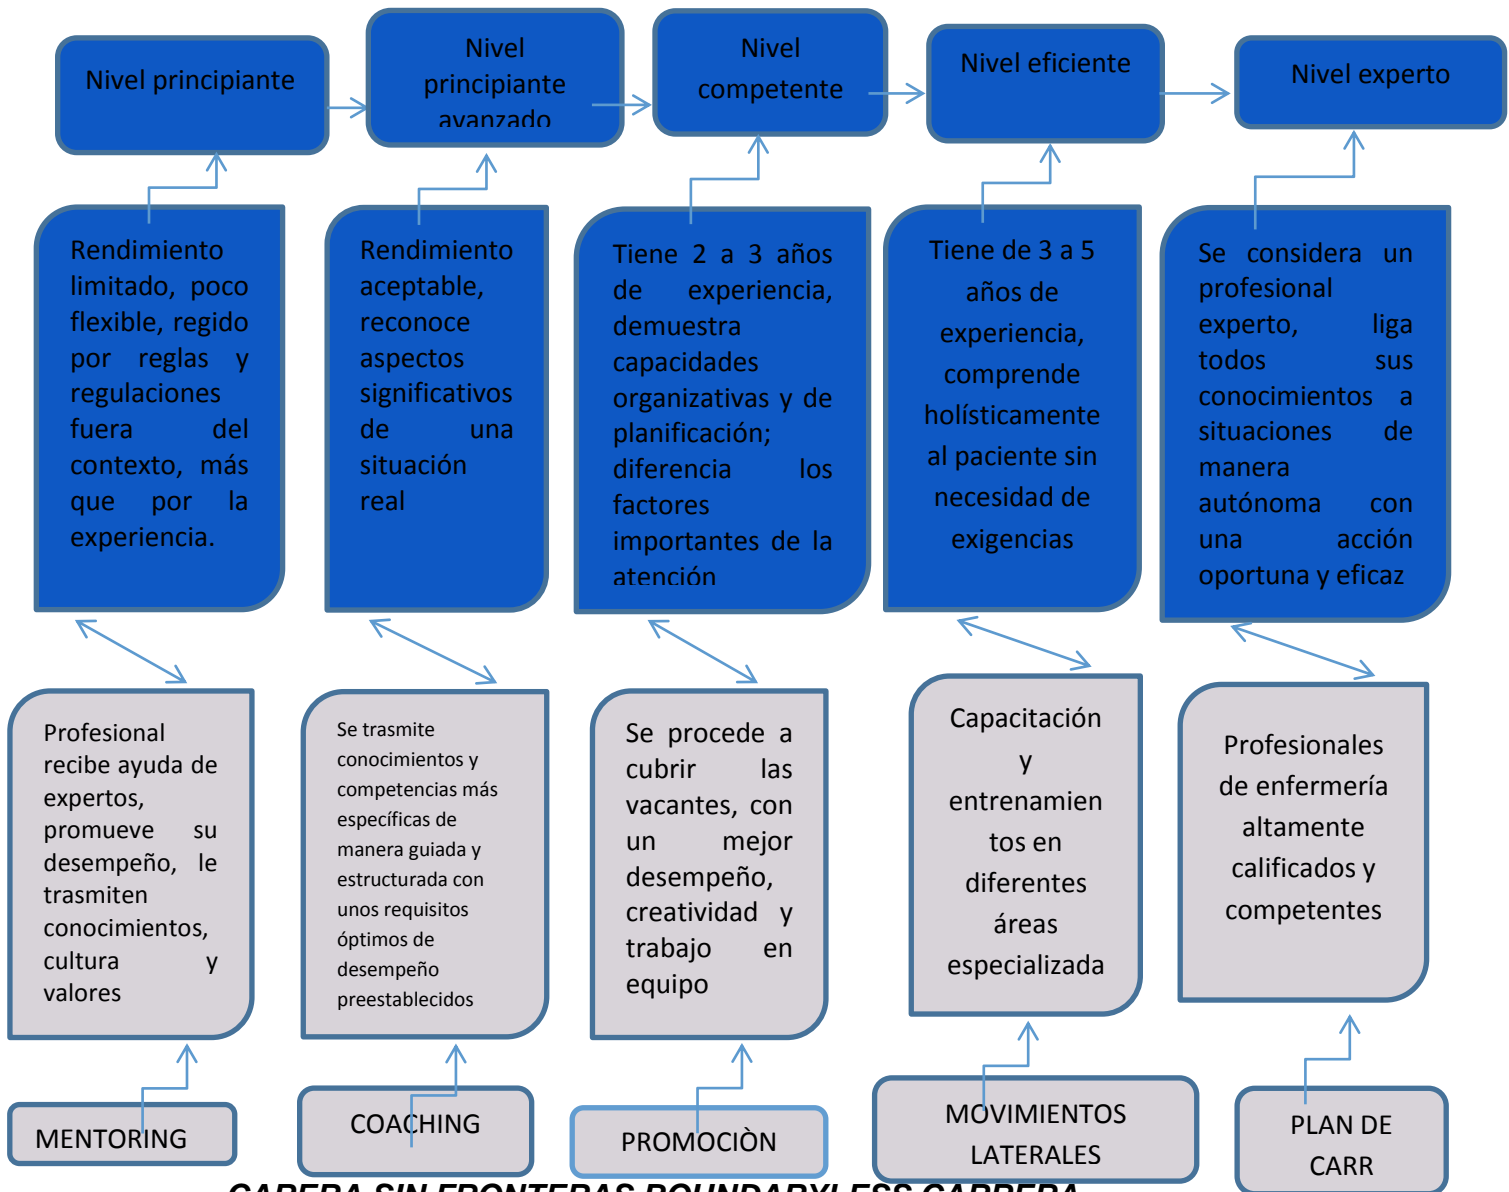 Nivel principiante
Nivel
principiante
avanzado
Nivel
competente
Nivel eficiente
Nivel experto
Rendimiento
limitado, poco
flexible, regido
por reglas y
regulaciones
fuera del
contexto, más
que por la
experiencia.
Rendimiento
aceptable,
reconoce
aspectos
significativos
de una
situación
real
Tiene 2 a 3 años
de experiencia,
demuestra
capacidades
organizativas y de
planificación;
diferencia los
factores
importantes de la
atención
Tiene de 3 a 5
años de
experiencia,
comprende
holísticamente
al paciente sin
necesidad de
exigencias
Se considera un
profesional
experto, liga
todos sus
conocimientos a
situaciones de
manera
autónoma con
una acción
oportuna y eficaz
Profesional
recibe ayuda de
expertos,
promueve su
desempeño, le
trasmiten
conocimientos,
cultura y
valores
Se trasmite
conocimientos y
competencias más
específicas de
manera guiada y
estructurada con
unos requisitos
óptimos de
desempeño
preestablecidos
Se procede a
cubrir las
vacantes, con
un mejor
desempeño,
creatividad y
trabajo en
equipo
Capacitación
y
entrenamien
tos en
diferentes
áreas
especializada
Profesionales
de enfermería
altamente
calificados y
competentes
MENTORING
COACHING
PROMOCIÒN
MOVIMIENTOS
LATERALES
PLAN DE
CARR
CARERA SIN FRONTERAS BOUNDARYLESS CARRERA